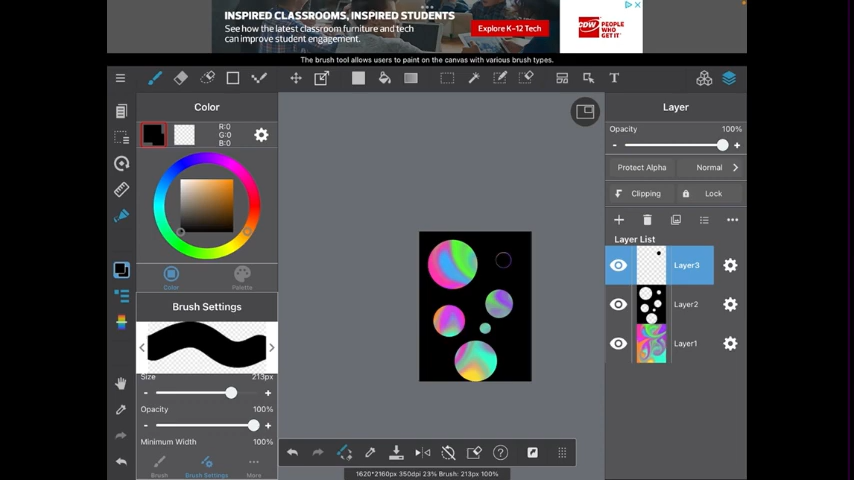 INSPIRED CLASSROOMS, INSPIRED STUDENTS
See how the latest classroom furniture and tech
can improve student engagement.
Explore K-12 Tech
CDW
PEOPLE
WHO
GET IT
The brush tool allows users to paint on the canvas with various brush types.
T
Color
R:0
G:0
B:0
Color
Palette
Brush Settings
Size
213px
- +
Opacity
100%
- +
Minimum Width
100%
Brush
Brush Settings
More
?
1620*2160px 350dpi 23% Brush: 213px 100%
Layer
Opacity
100%
- +
Protect Alpha
Normal
Clipping
Lock
Layer List
Layer3
Layer2
Layer1